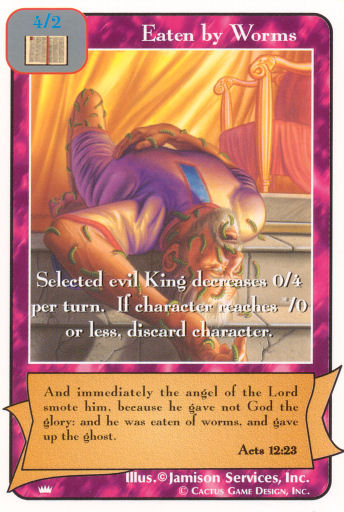 4/2
Eaten by Worms
Selected evil King decreases 0/4
per turn. If character reaches */0
or less, discard character.
And immediately the angel of the Lord
smote him, because he gave not God the
glory: and he was eaten of worms, and gave
up the ghost.
Acts 12:23
Illus.©Jamison Services, Inc.
© Cactus Game Design, Inc.